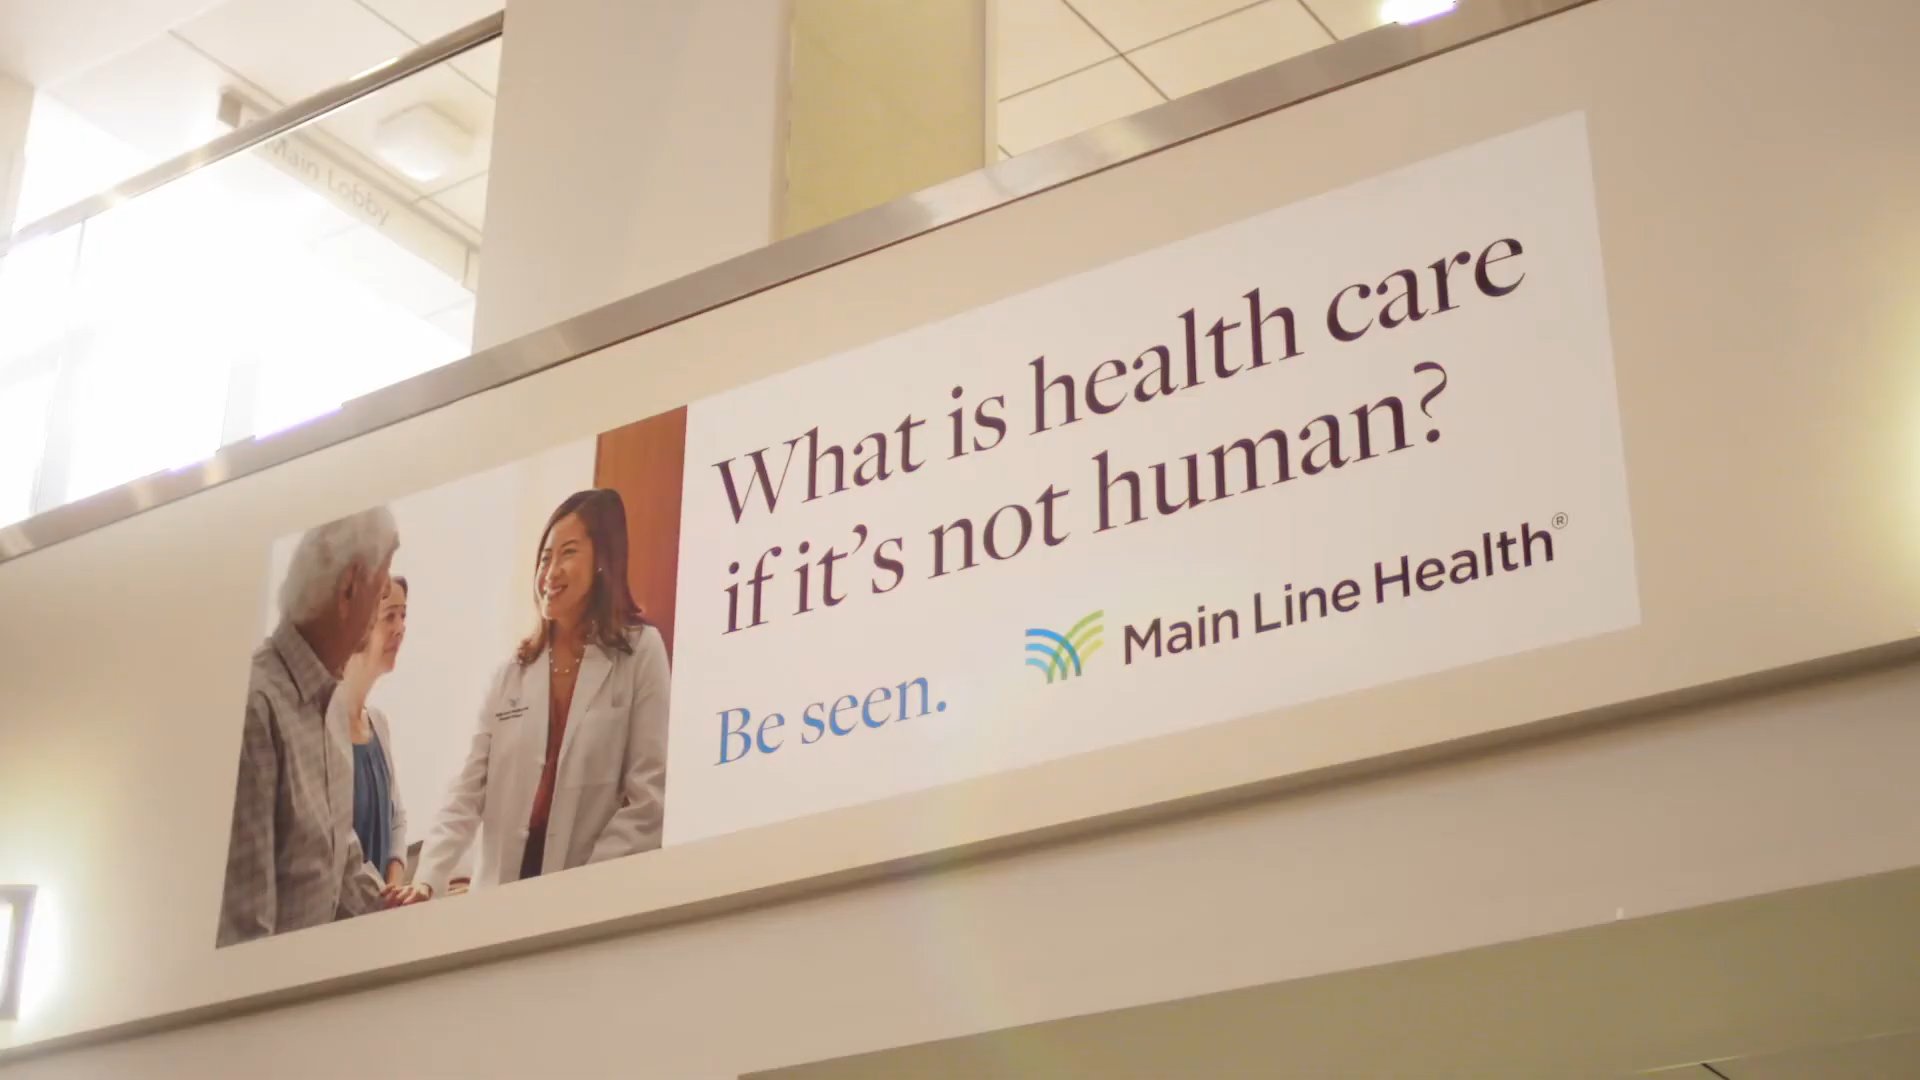 Main Lobby
What is health care
if it's not human?
Be seen.
Main Line Health®